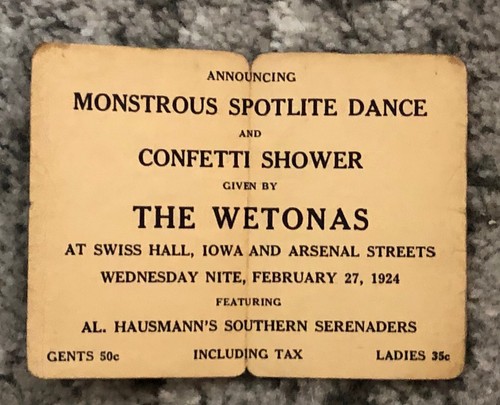 ANNOUNCING
MONSTROUS SPOTLITE DANCE
AND
CONFETTI SHOWER
GIVEN BY
THE WETONAS
AT SWISS HALL, IOWA AND ARSENAL STREETS
WEDNESDAY NITE, FEBRUARY 27, 1924
FEATURING
AL. HAUSMANN'S SOUTHERN SERENADERS
GENTS 50c INCLUDING TAX LADIES 35c